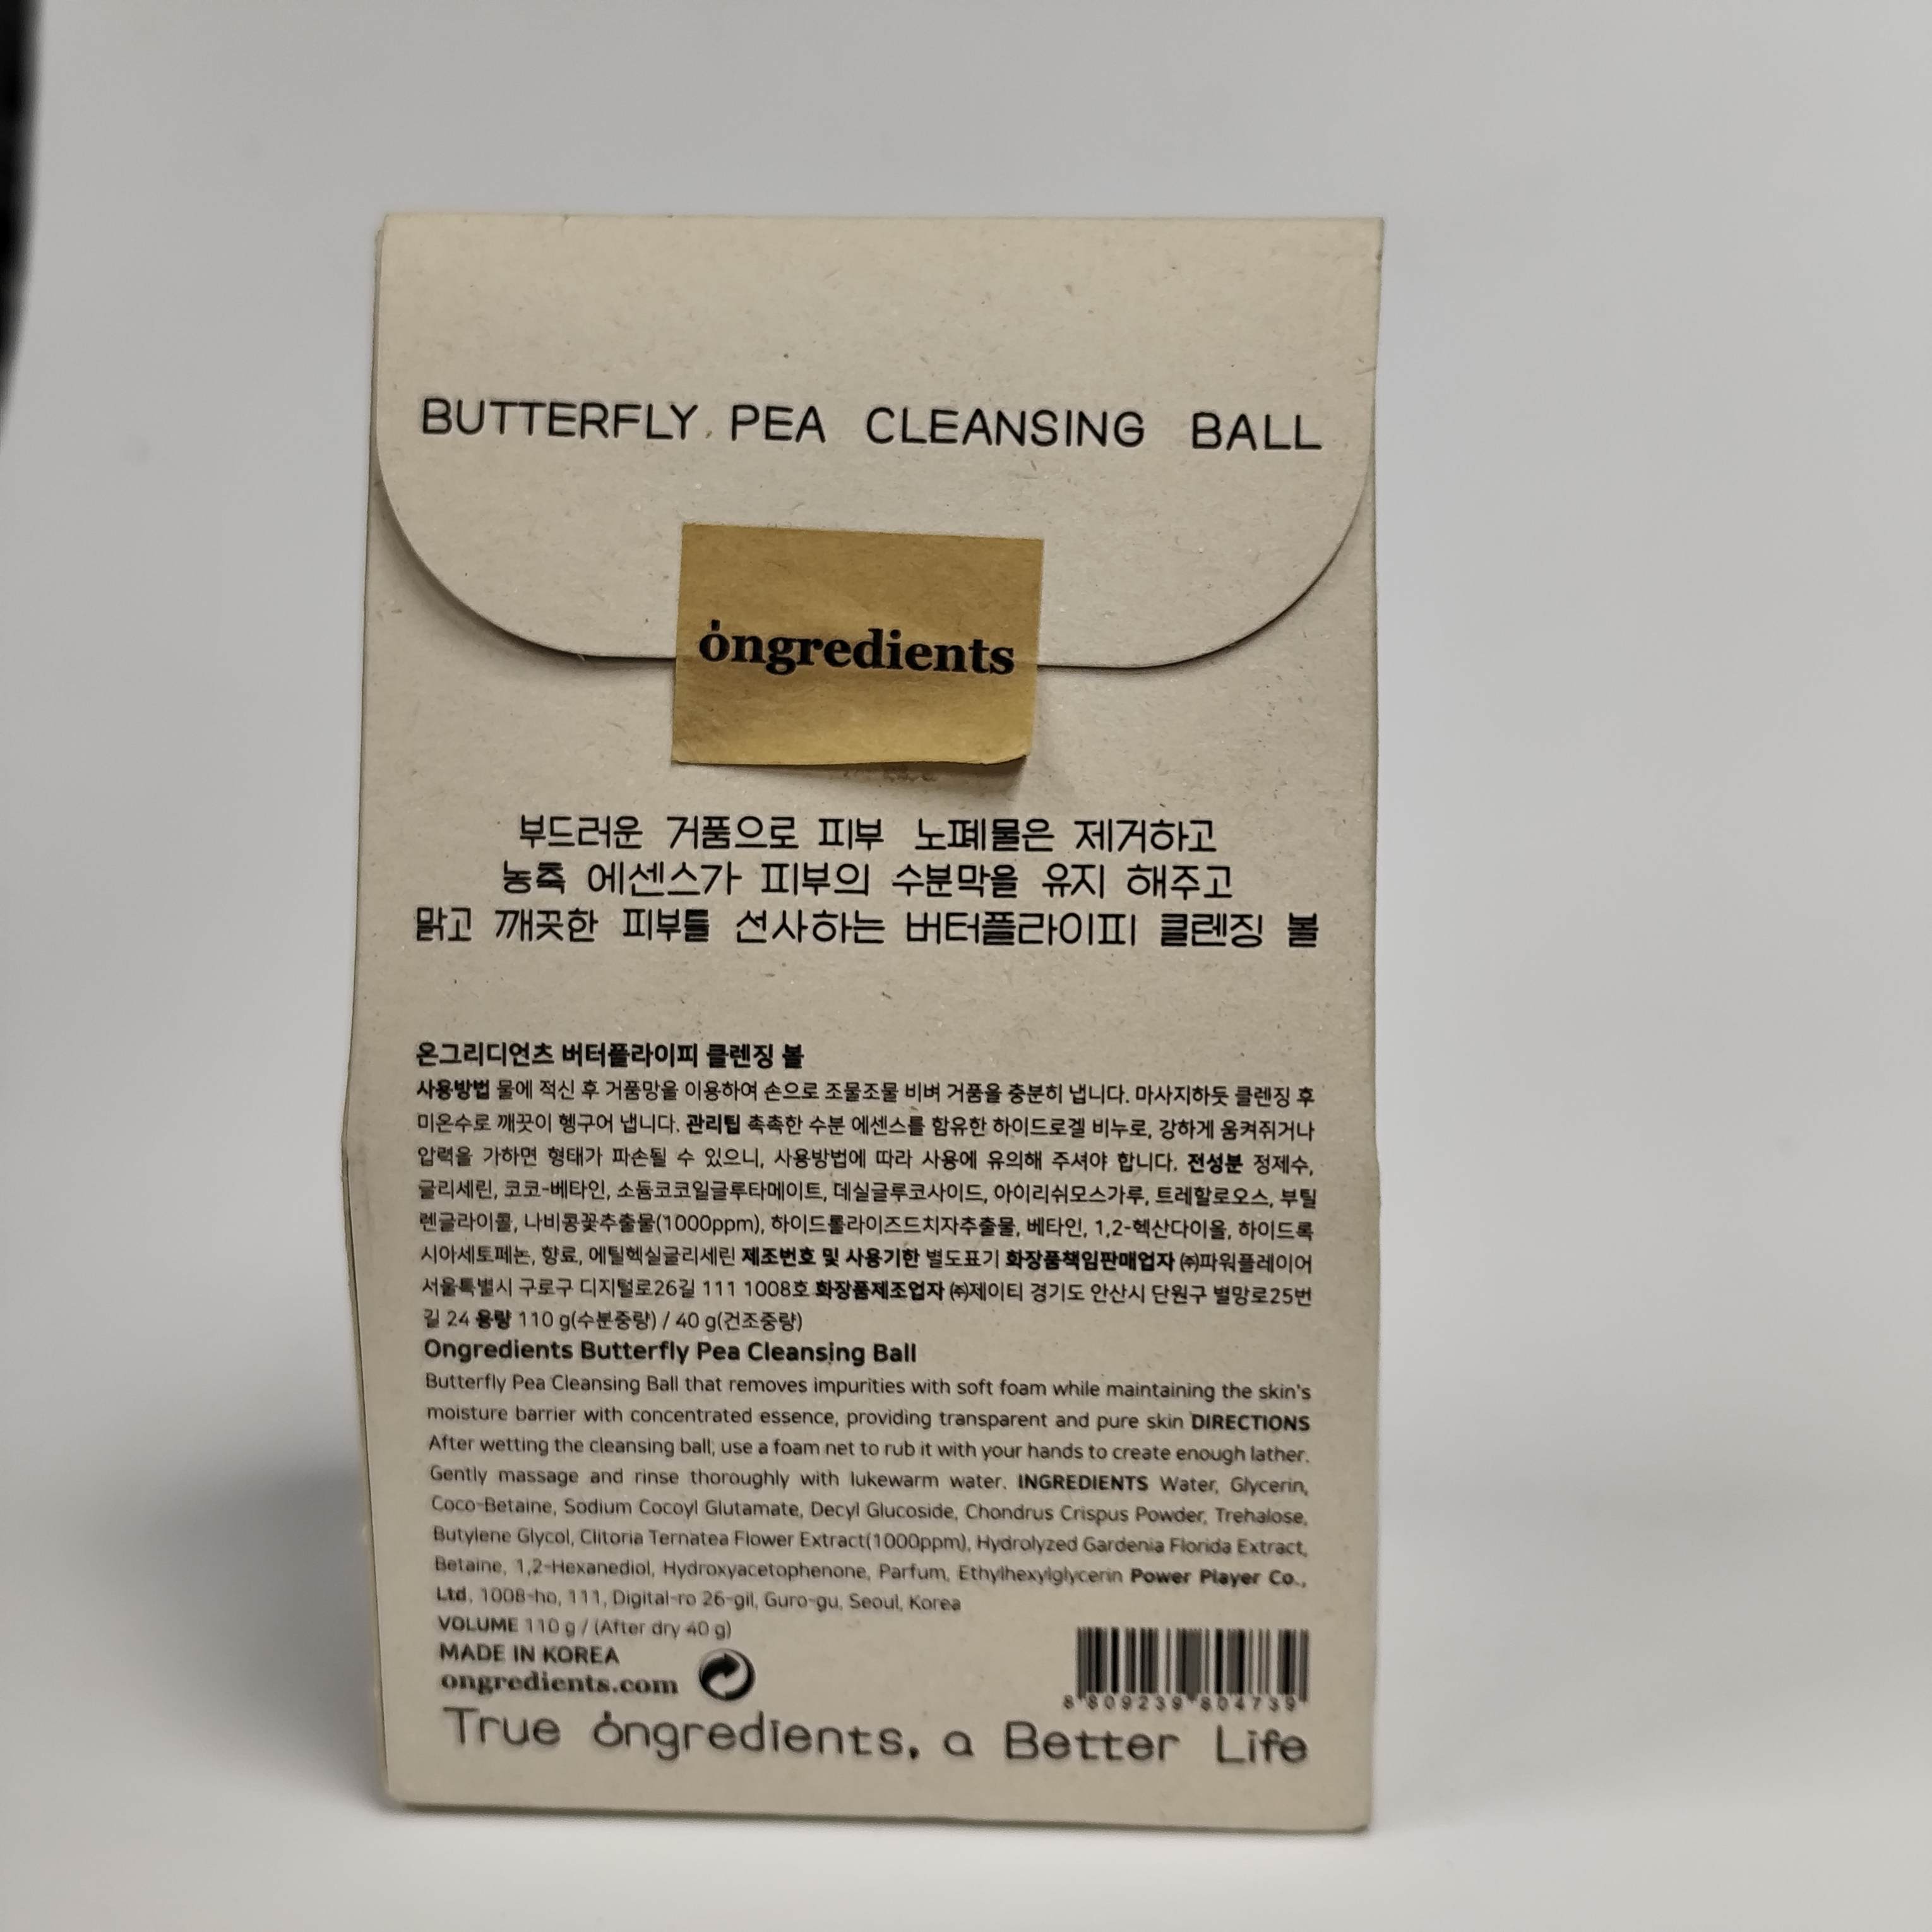 BUTTERFLY PEA CLEANSING BALL
ongredients
부드러운 거품으로 피부 노폐물은 제거하고
농축 에센스가 피부의 수분막을 유지 해주고
맑고 깨끗한 피부를 선사하는 버터플라이피 클렌징 볼
온그리디언츠 버터플라이피 클렌징 볼
사용방법 물에 적신 후 거품망을 이용하여 손으로 조물조물 비벼 거품을 충분히 냅니다. 마사지하듯 클렌징 후
미온수로 깨끗이 헹구어 냅니다. 관리팁 촉촉한 수분 에센스를 함유한 하이드로겔 비누로, 강하게 움켜쥐거나
압력을 가하면 형태가 파손될 수 있으니, 사용방법에 따라 사용에 유의해 주셔야 합니다. 전성분 정제수,
글리세린, 코코-베타인, 소듐코코일글루타메이트, 데실글루코사이드, 아이리쉬모스가루, 트레할로오스, 부틸
렌글라이콜, 나비콩꽃추출물(1000ppm), 하이드롤라이즈드치자추출물, 베타인, 1,2-헥산다이올, 하이드록
시아세토페논, 향료, 에틸헥실글리세린 제조번호 및 사용기한 별도표기 화장품책임판매업자 ㈜파워플레이어
서울특별시 구로구 디지털로26길 111 1008호 화장품제조업자 ㈜제이티 경기도 안산시 단원구 별망로25번
길 24 용량 110 g(수분중량) / 40 g(건조중량)
Ongredients Butterfly Pea Cleansing Ball
Butterfly Pea Cleansing Ball that removes impurities with soft foam while maintaining the skin's
moisture barrier with concentrated essence, providing transparent and pure skin DIRECTIONS
After wetting the cleansing ball, use a foam net to rub it with your hands to create enough lather.
Gently massage and rinse thoroughly with lukewarm water. INGREDIENTS Water, Glycerin,
Coco-Betaine, Sodium Cocoyl Glutamate, Decyl Glucoside, Chondrus Crispus Powder, Trehalose,
Butylene Glycol, Clitoria Ternatea Flower Extract(1000ppm), Hydrolyzed Gardenia Florida Extract,
Betaine, 1,2-Hexanediol, Hydroxyacetophenone, Parfum, Ethylhexylglycerin Power Player Co.,
Ltd. 1008-ho, 111, Digital-ro 26-gil, Guro-gu, Seoul, Korea
VOLUME 110 g / (After dry 40 g)
MADE IN KOREA
ongredients.com
8 809239 804739
True ongredients, a Better Life